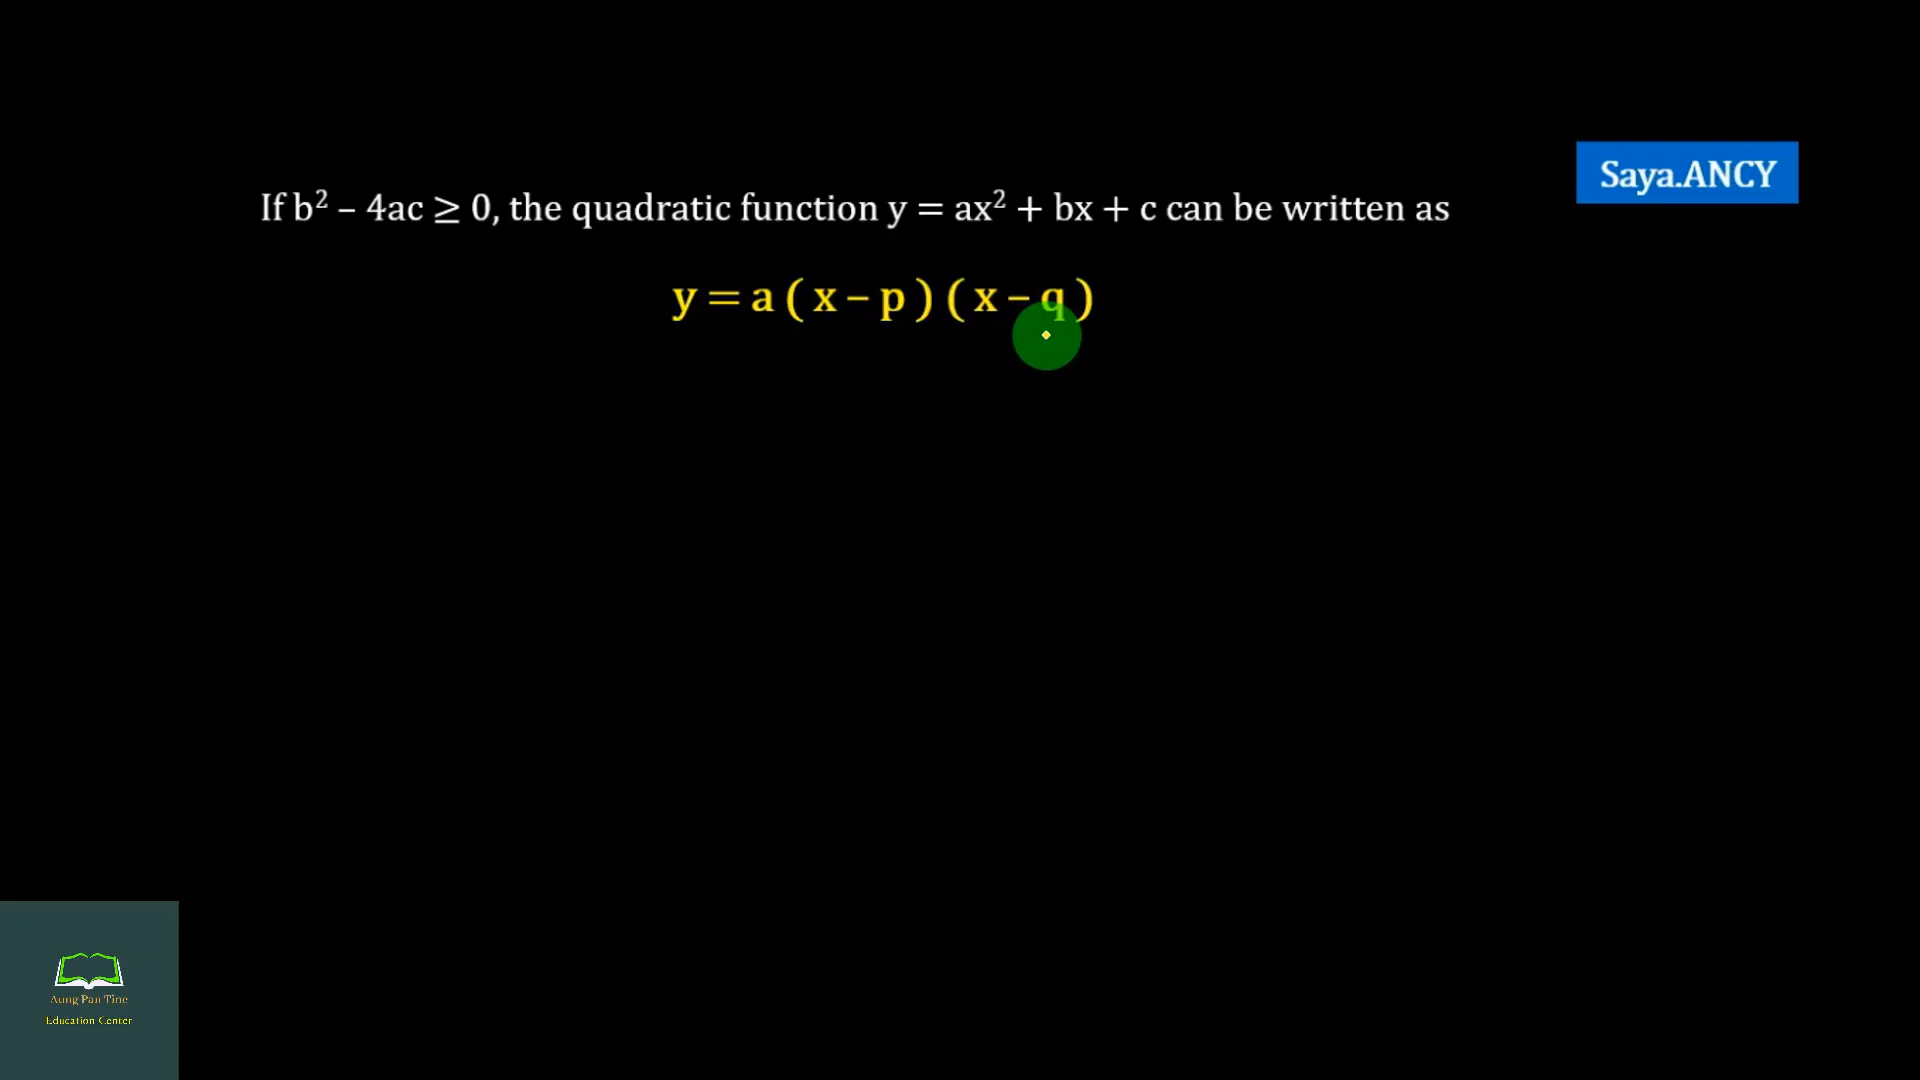 Saya.ANCY
If b² – 4ac ≥ 0, the quadratic function y = ax² + bx + c can be written as
y = a ( x – p ) ( x – q )
Aung Pan Tine
Education Center